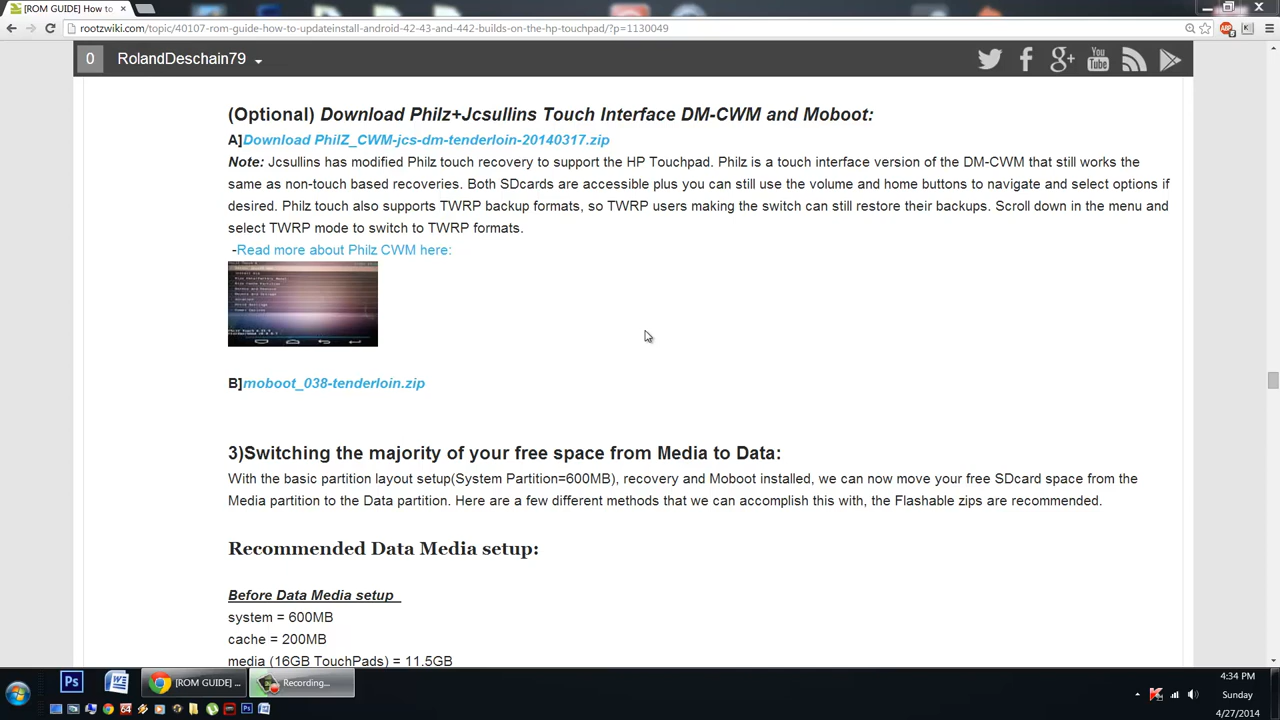 [ROM GUIDE] How to
rootzwiki.com/topic/40107-rom-guide-how-to-updateinstall-android-42-43-and-442-builds-on-the-hp-touchpad/?p=1130049
0 RolandDeschain79
You Tube
(Optional) Download Philz+Jcsullins Touch Interface DM-CWM and Moboot:
A]Download PhilZ_CWM-jcs-dm-tenderloin-20140317.zip
Note: Jcsullins has modified Philz touch recovery to support the HP Touchpad. Philz is a touch interface version of the DM-CWM that still works the
same as non-touch based recoveries. Both SDcards are accessible plus you can still use the volume and home buttons to navigate and select options if
desired. Philz touch also supports TWRP backup formats, so TWRP users making the switch can still restore their backups. Scroll down in the menu and
select TWRP mode to switch to TWRP formats.
-Read more about Philz CWM here:
B]moboot_038-tenderloin.zip
3)Switching the majority of your free space from Media to Data:
With the basic partition layout setup(System Partition=600MB), recovery and Moboot installed, we can now move your free SDcard space from the
Media partition to the Data partition. Here are a few different methods that we can accomplish this with, the Flashable zips are recommended.
Recommended Data Media setup:
Before Data Media setup
system = 600MB
cache = 200MB
media (16GB TouchPads) = 11.5GB
Ps
[ROM GUIDE] ...
Recording...
4:34 PM
Sunday
4/27/2014